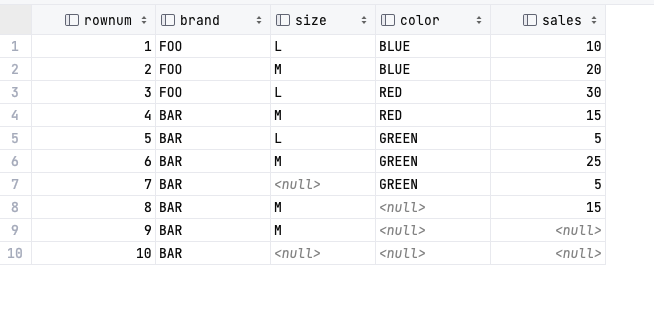 rownum brand size color sales
1 1 FOO L BLUE 10
2 2 FOO M BLUE 20
3 3 FOO L RED 30
4 4 BAR M RED 15
5 5 BAR L GREEN 5
6 6 BAR M GREEN 25
7 7 BAR <null> GREEN 5
8 8 BAR M <null> 15
9 9 BAR M <null> <null>
10 10 BAR <null> <null> <null>